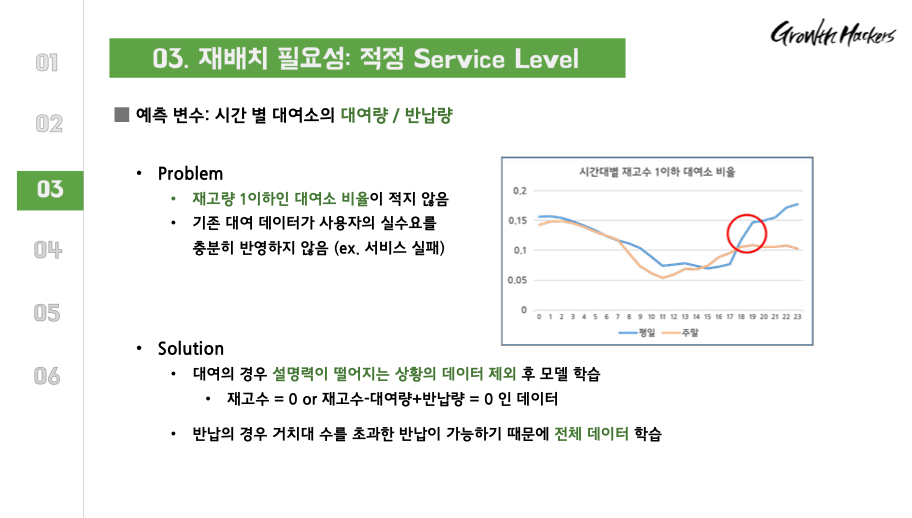 Growth Hackers
01
02
03
04
05
06
03. 재배치 필요성: 적정 Service Level
예측 변수: 시간 별 대여소의 대여량 / 반납량
• Problem
• 재고량 1이하인 대여소 비율이 적지 않음
• 기존 대여 데이터가 사용자의 실수요를
충분히 반영하지 않음 (ex. 서비스 실패)
시간대별 재고수 1이하 대여소 비율
0,2
0,15
0,1
0,05
0
0 1 2 3 4 5 6 7 8 9 10 11 12 13 14 15 16 17 18 19 20 21 22 23
평일 주말
• Solution
• 대여의 경우 설명력이 떨어지는 상황의 데이터 제외 후 모델 학습
• 재고수 = 0 or 재고수-대여량+반납량 = 0 인 데이터
• 반납의 경우 거치대 수를 초과한 반납이 가능하기 때문에 전체 데이터 학습